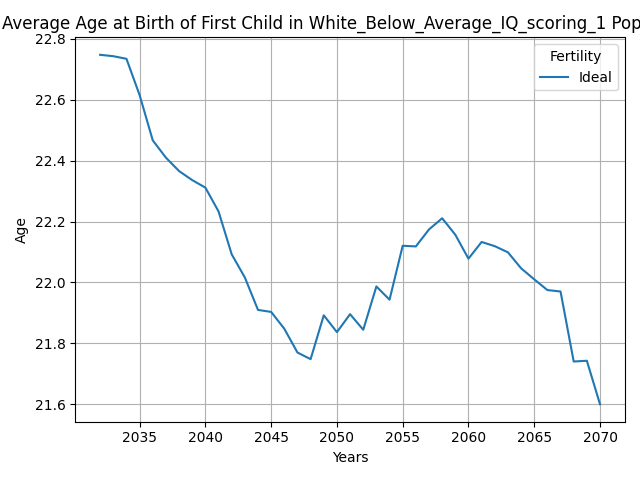 Average Age at Birth of First Child in White_Below_Average_IQ_scoring_1 Pop
Fertility
Ideal
Age
22.8
22.6
22.4
22.2
22.0
21.8
21.6
2035 2040 2045 2050 2055 2060 2065 2070
Years